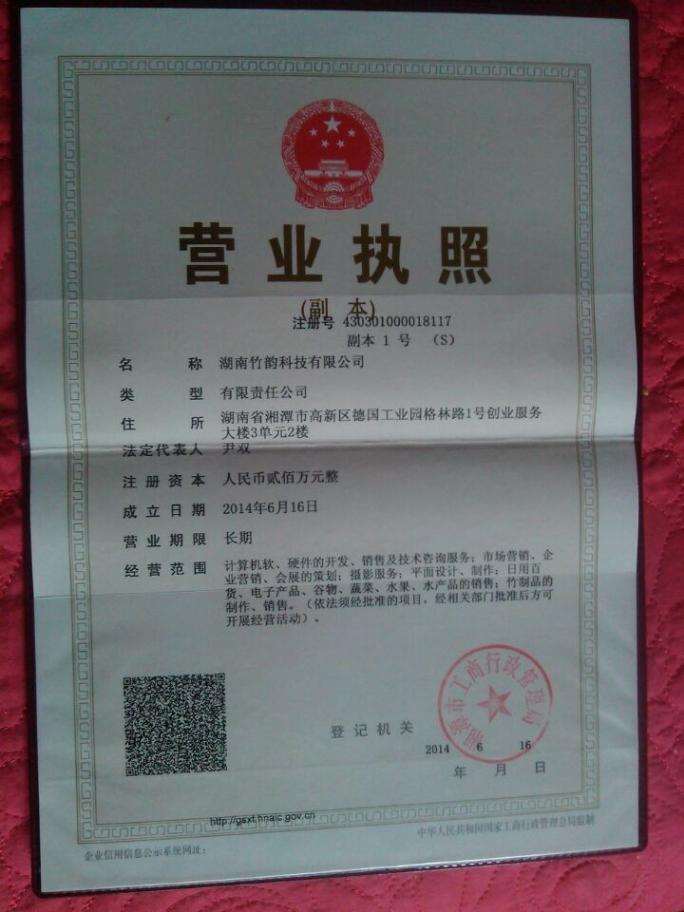 营业执照
(副 本)
注册号 430301000018117
副本 1 号 (S)
名 称 湖南竹韵科技有限公司
类 型 有限责任公司
住 所 湖南省湘潭市高新区德国工业园格林路1号创业服务
大楼3单元2楼
法定代表人 尹双
注册资本 人民币贰佰万元整
成立日期 2014年6月16日
营业期限 长期
经营范围 计算机软、硬件的开发、销售及技术咨询服务；市场营销、企
业营销、会展的策划；摄影服务；平面设计、制作；日用百
货、电子产品、谷物、蔬菜、水果、水产品的销售；竹制品的
制作、销售。（依法须经批准的项目，经相关部门批准后方可
开展经营活动）。
湘潭市工商行政管理局
登记机关
2014 6 16
年 月 日
http://gsxt.hnaic.gov.cn
企业信用信息公示系统网址：
中华人民共和国国家工商行政管理总局监制